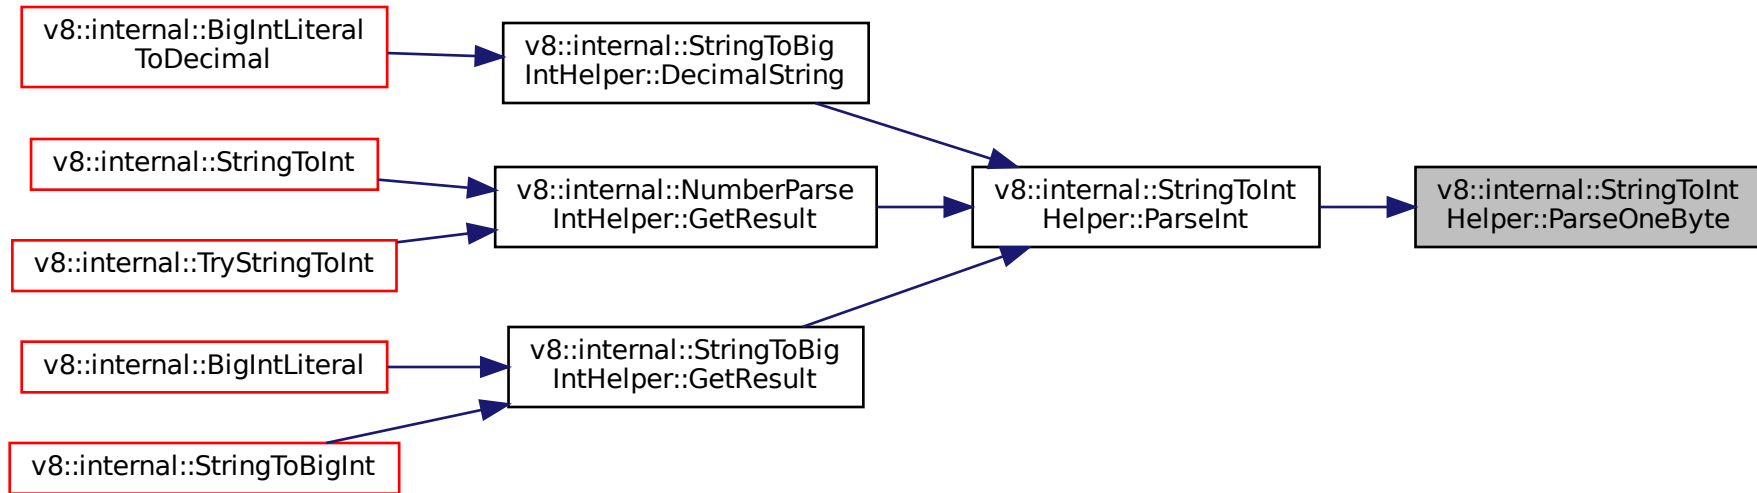 v8::internal::BigIntLiteral
ToDecimal
v8::internal::StringToBig
IntHelper::DecimalString
v8::internal::StringToInt
v8::internal::NumberParse
IntHelper::GetResult
v8::internal::StringToInt
Helper::ParseInt
v8::internal::StringToInt
Helper::ParseOneByte
v8::internal::TryStringToInt
v8::internal::BigIntLiteral
v8::internal::StringToBig
IntHelper::GetResult
v8::internal::StringToBigInt